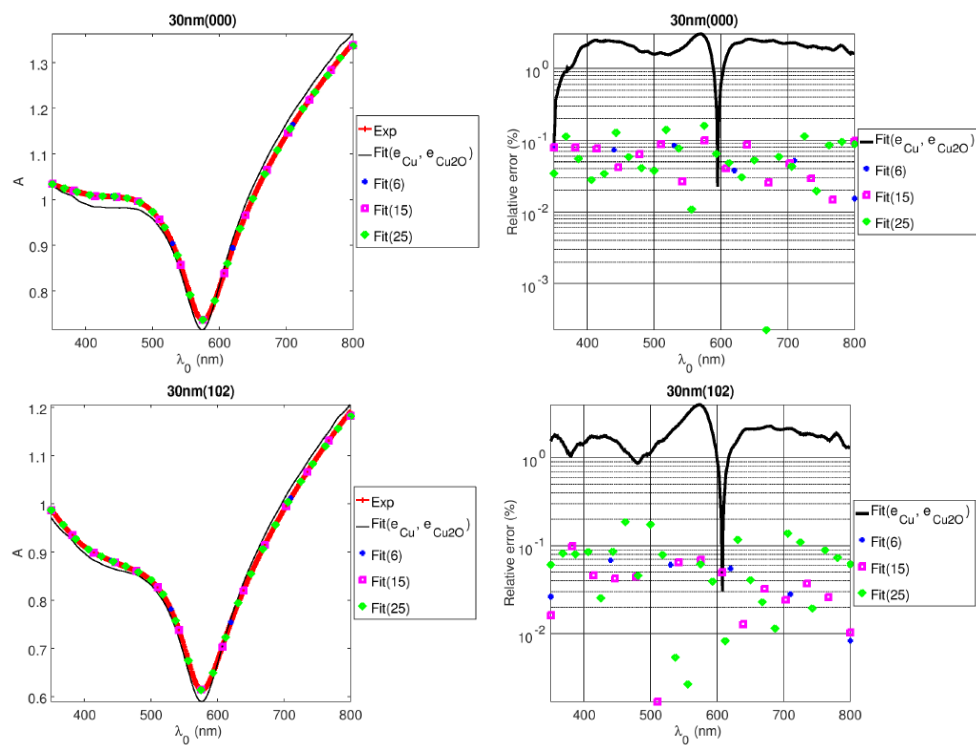 30nm(000)
1.3
1.2
1.1
1
0.9
0.8
A
400 500 600 700 800
λ0 (nm)
Exp
Fit(eCu, eCu2O)
Fit(6)
Fit(15)
Fit(25)
30nm(000)
10^0
10^-1
10^-2
10^-3
Relative error (%)
400 500 600 700 800
λ0 (nm)
Fit(eCu, eCu2O)
Fit(6)
Fit(15)
Fit(25)
30nm(102)
1.2
1
0.9
0.8
0.7
0.6
A
400 500 600 700 800
λ0 (nm)
Exp
Fit(eCu, eCu2O)
Fit(6)
Fit(15)
Fit(25)
30nm(102)
10^0
10^-1
10^-2
Relative error (%)
400 500 600 700 800
λ0 (nm)
Fit(eCu, eCu2O)
Fit(6)
Fit(15)
Fit(25)